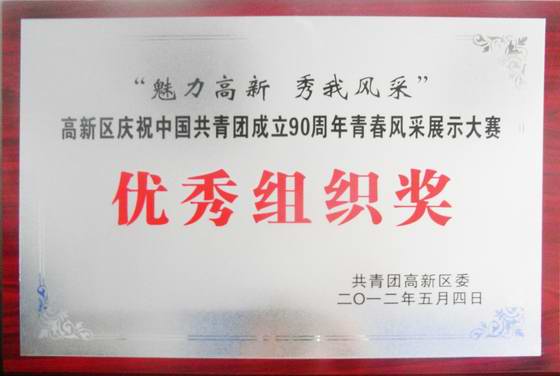 “魅力高新 秀我风采”
高新区庆祝中国共青团成立90周年青春风采展示大赛
优秀组织奖
共青团高新区委
二〇一二年五月四日